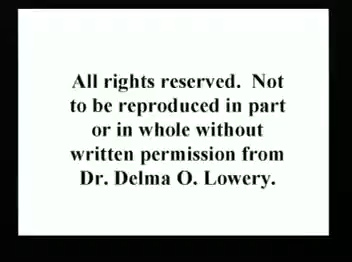 All rights reserved.  Not
to be reproduced in part
or in whole without
written permission from
Dr. Delma O. Lowery.